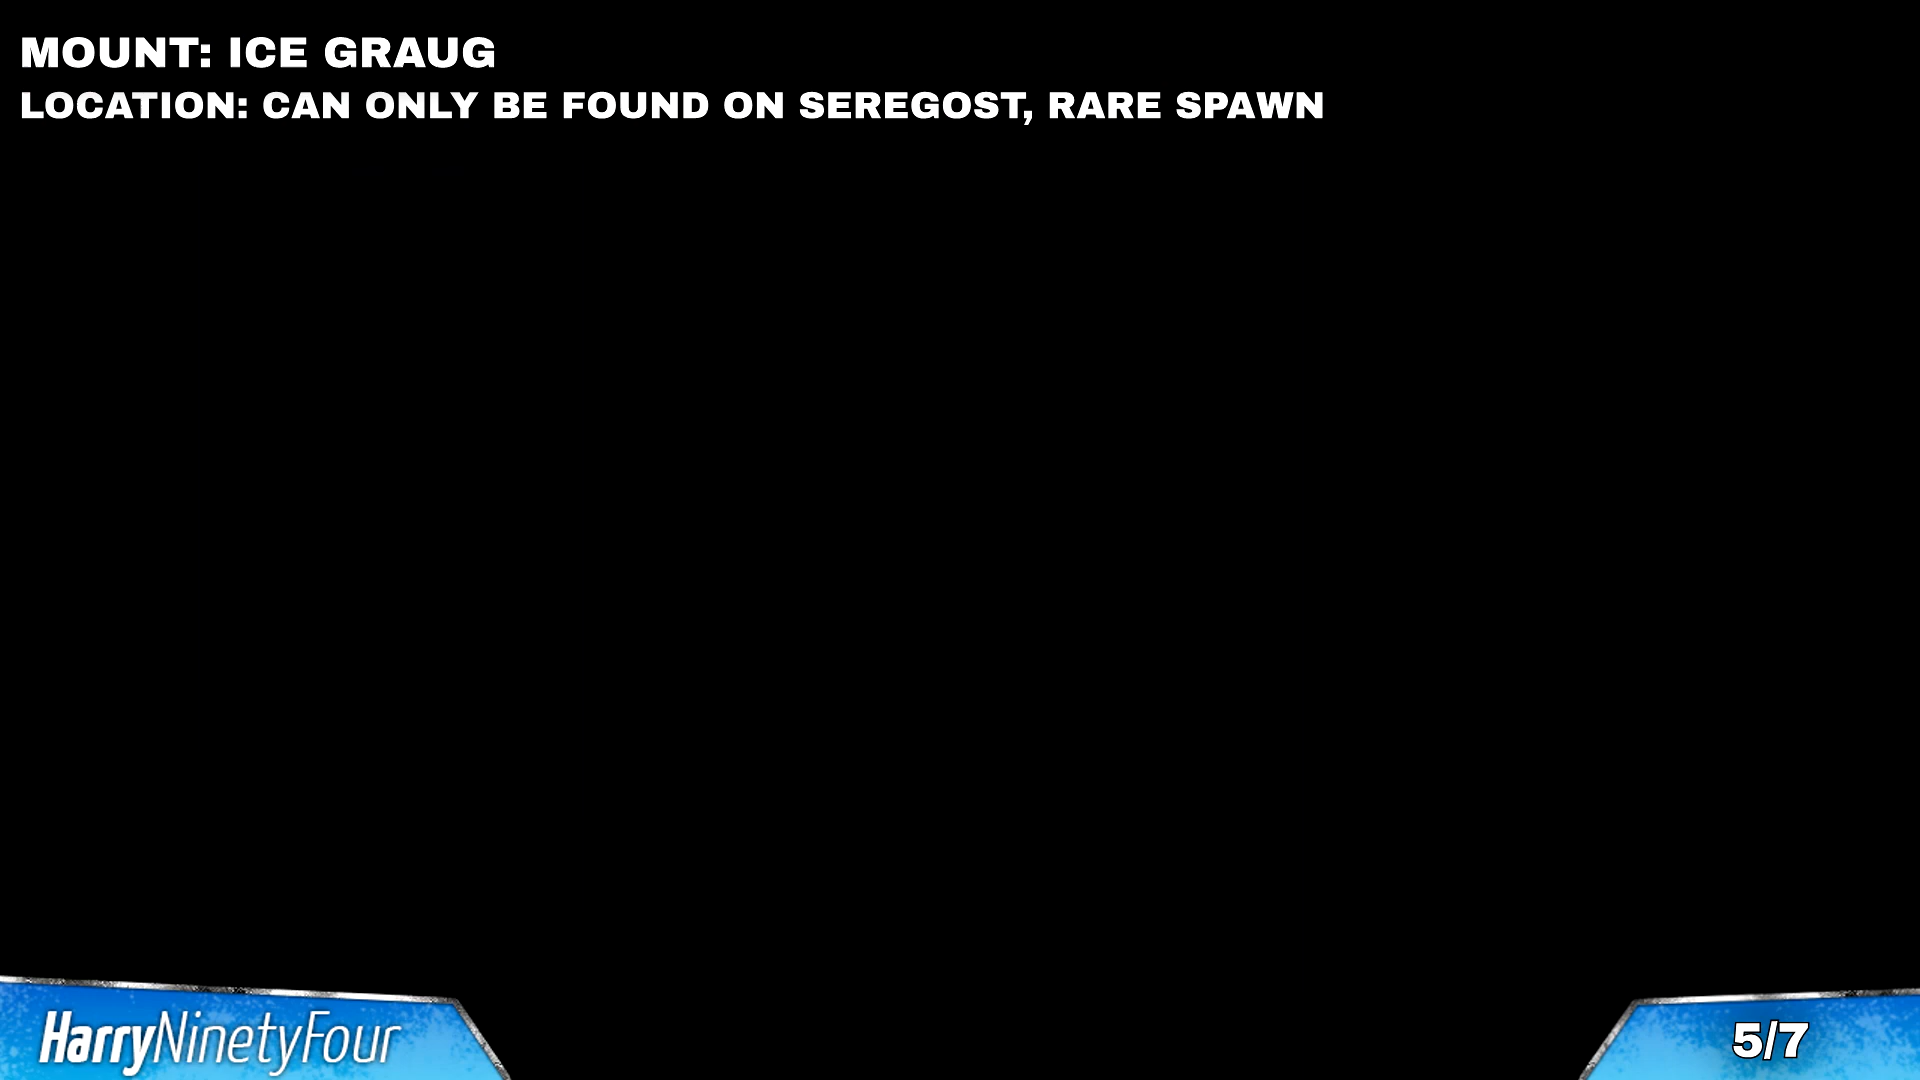 MOUNT: ICE GRAUG
LOCATION: CAN ONLY BE FOUND ON SEREGOST, RARE SPAWN
HarryNinetyFour
5/7